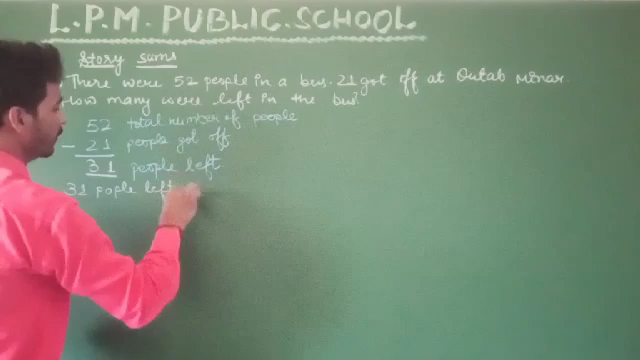 L.P.M. PUBLIC.SCHOOL
Story sums
There were 52 people in a bus. 21 got off at Qutab Minar.
How many were left in the bus?
52 total number of people
- 21 people got off
31 people left
31 pople left